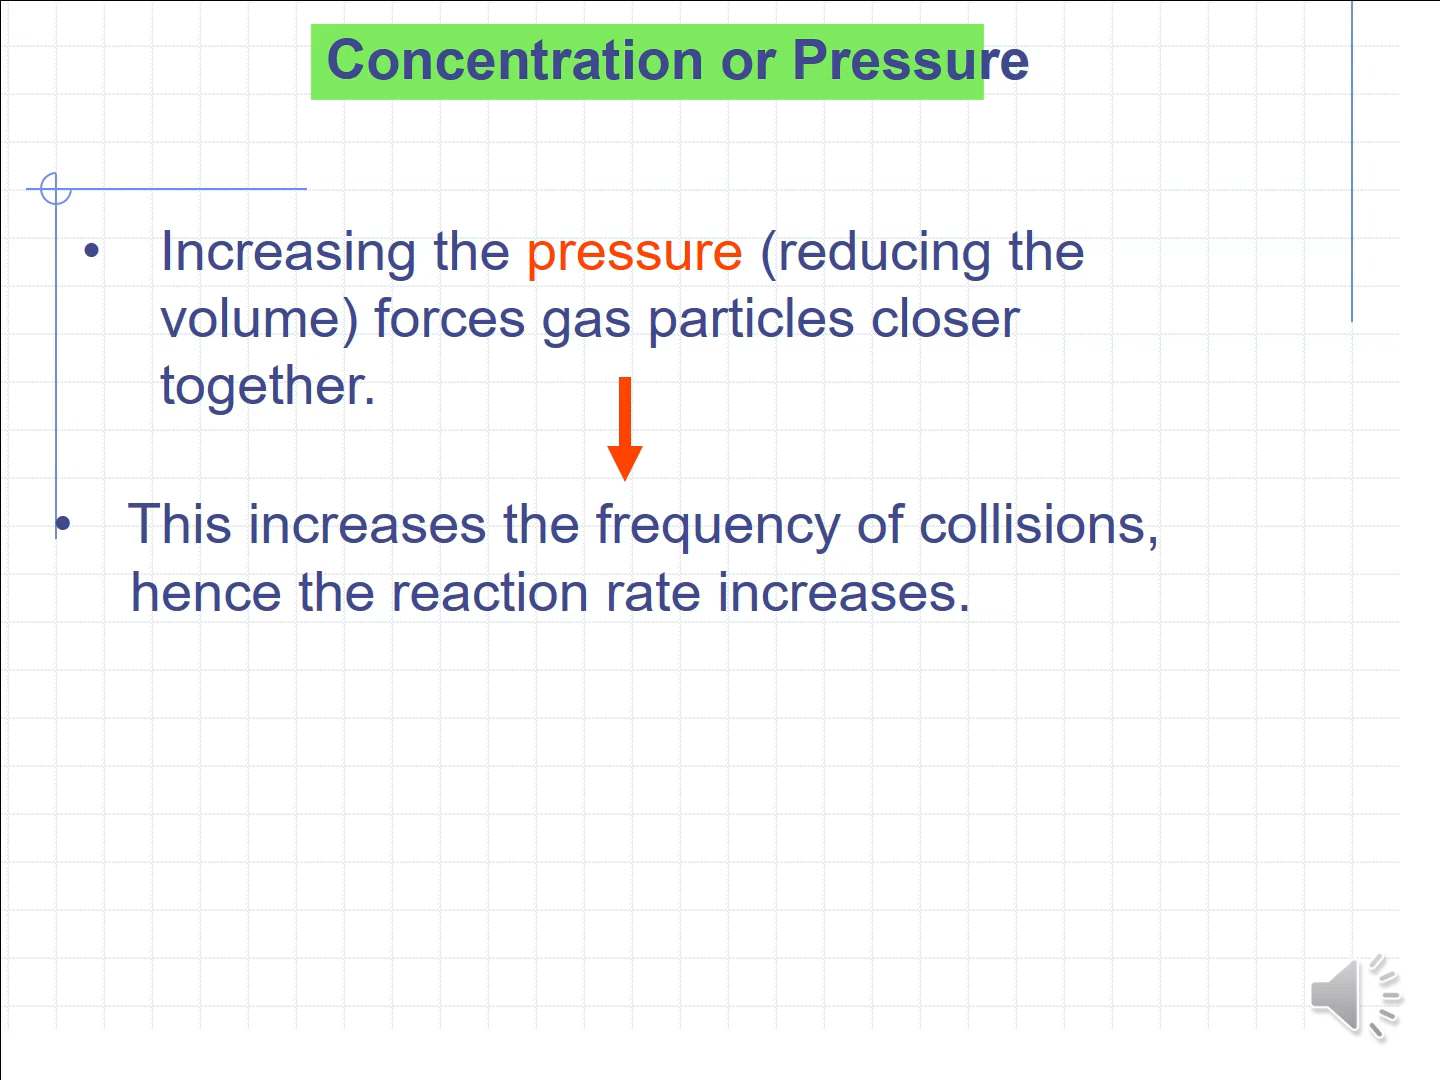 Concentration or Pressure
• Increasing the pressure (reducing the
volume) forces gas particles closer
together.
• This increases the frequency of collisions,
hence the reaction rate increases.